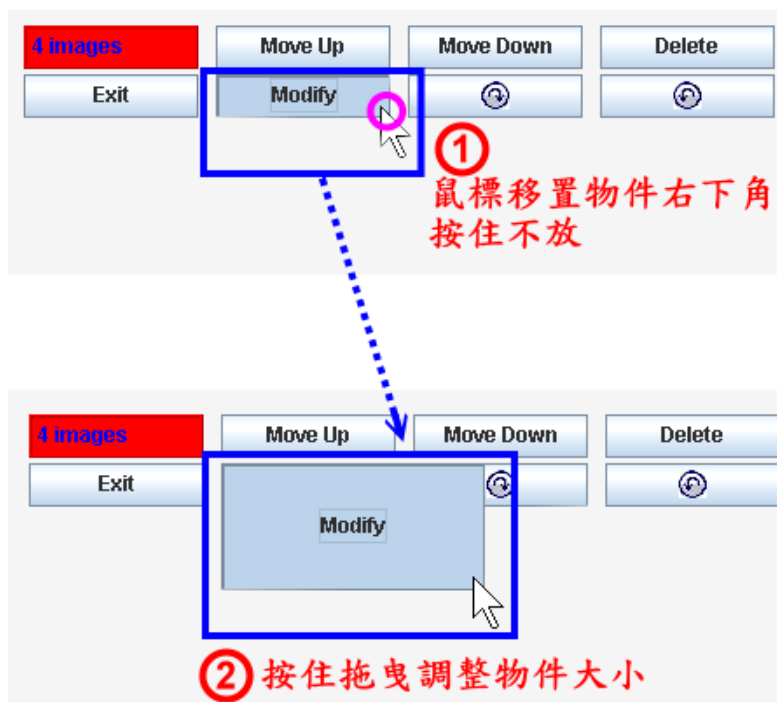 4 images Move Up Move Down Delete
Exit Modify
1
鼠標移置物件右下角
按住不放
4 images Move Up Move Down Delete
Exit
Modify
2 按住拖曳調整物件大小